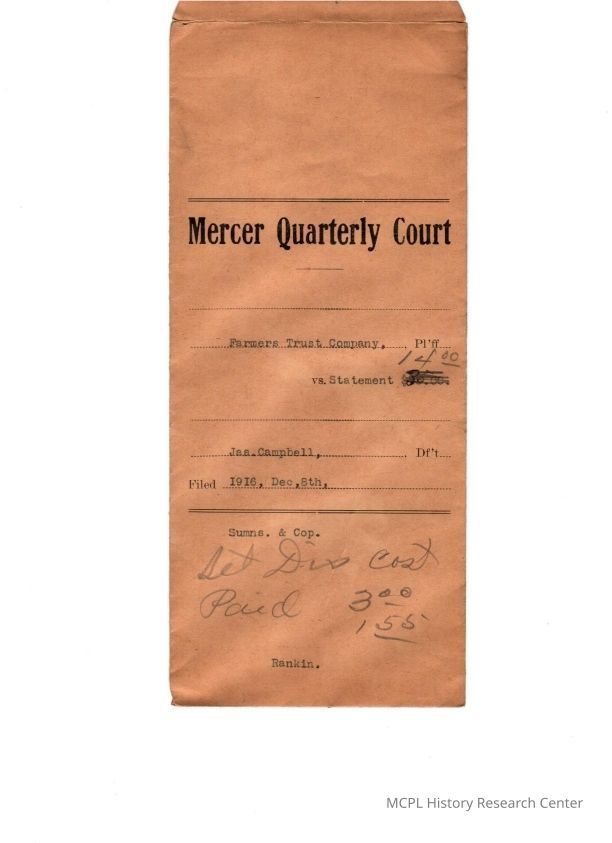 Mercer Quarterly Court
Farmers Trust Company, Pl'ff
14 00
vs. Statement
Jas. Campbell, Df't
Filed 1916, Dec, 8th,
Sumns. & Cop.
Set Dis cost
Paid 3 00
1 55
Rankin.
MCPL History Research Center